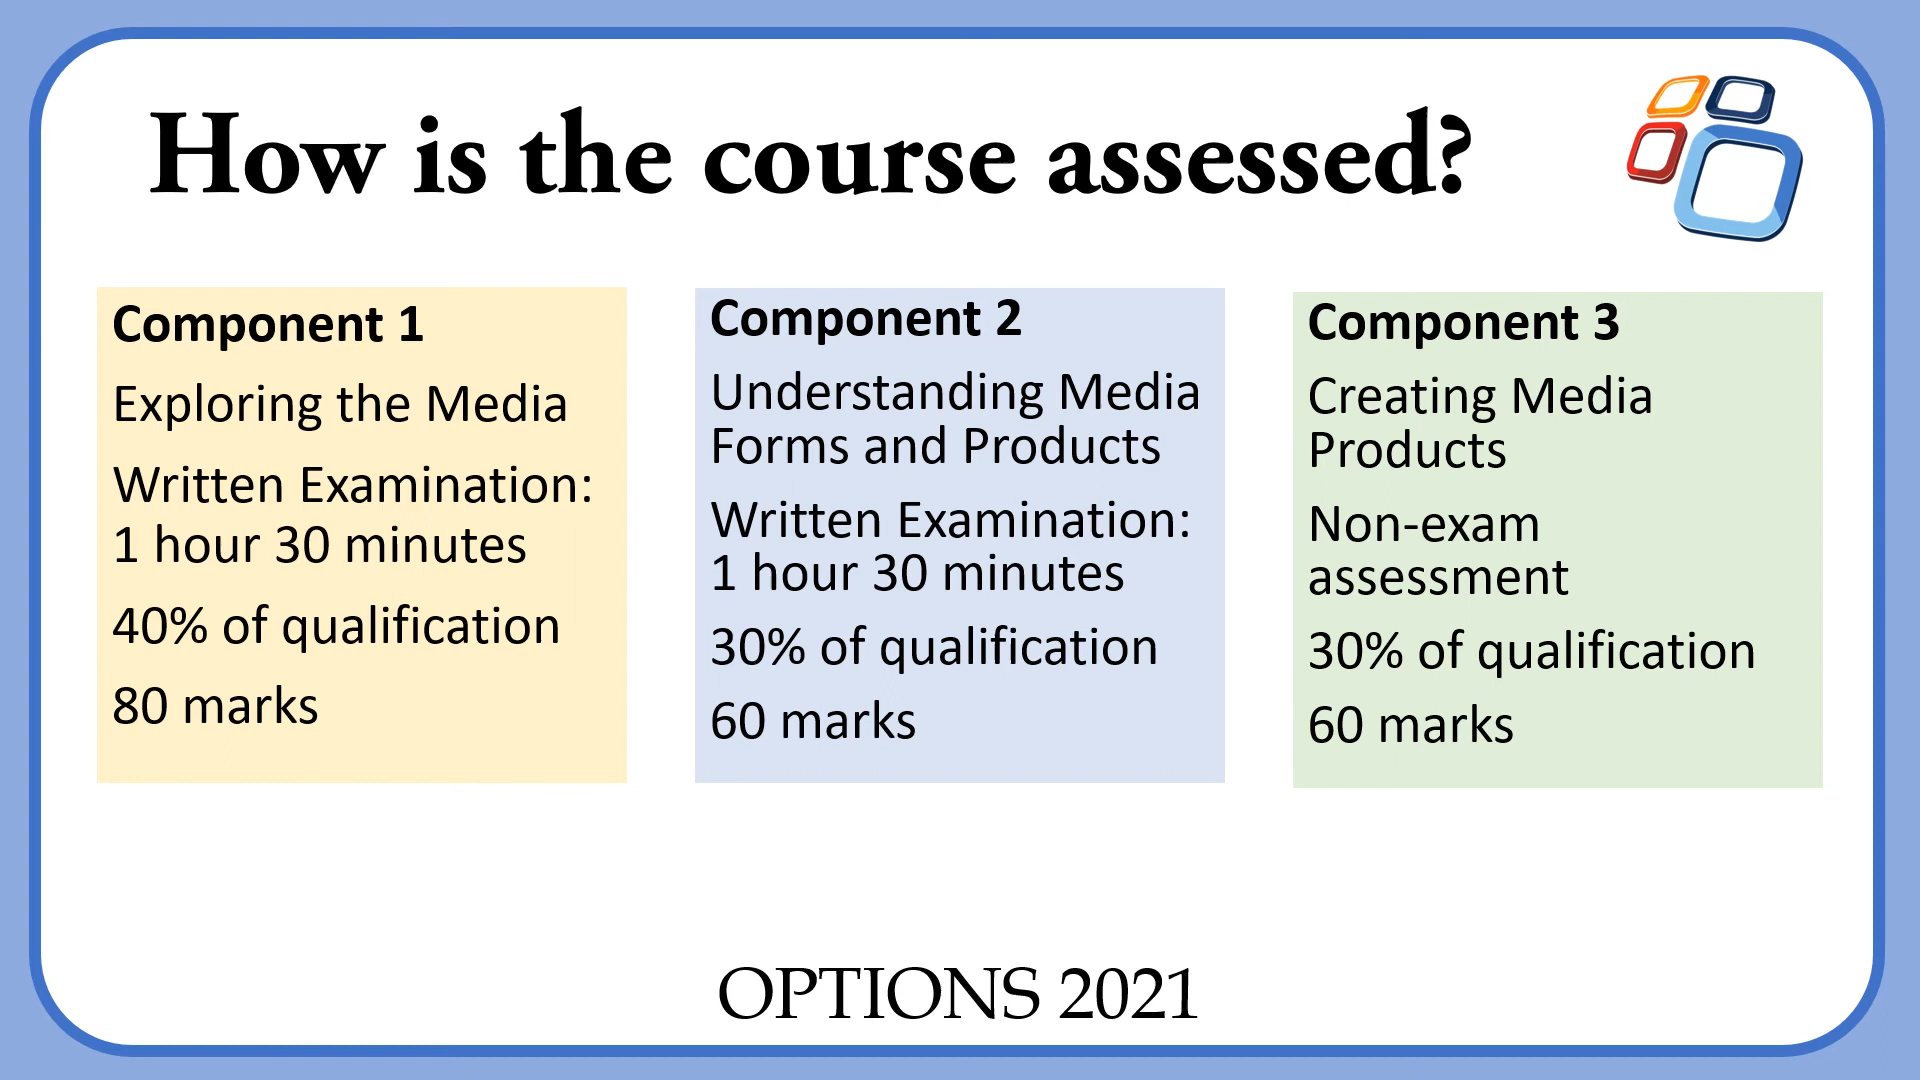 How is the course assessed?
Component 1
Exploring the Media
Written Examination:
1 hour 30 minutes
40% of qualification
80 marks
Component 2
Understanding Media
Forms and Products
Written Examination:
1 hour 30 minutes
30% of qualification
60 marks
Component 3
Creating Media
Products
Non-exam
assessment
30% of qualification
60 marks
OPTIONS 2021